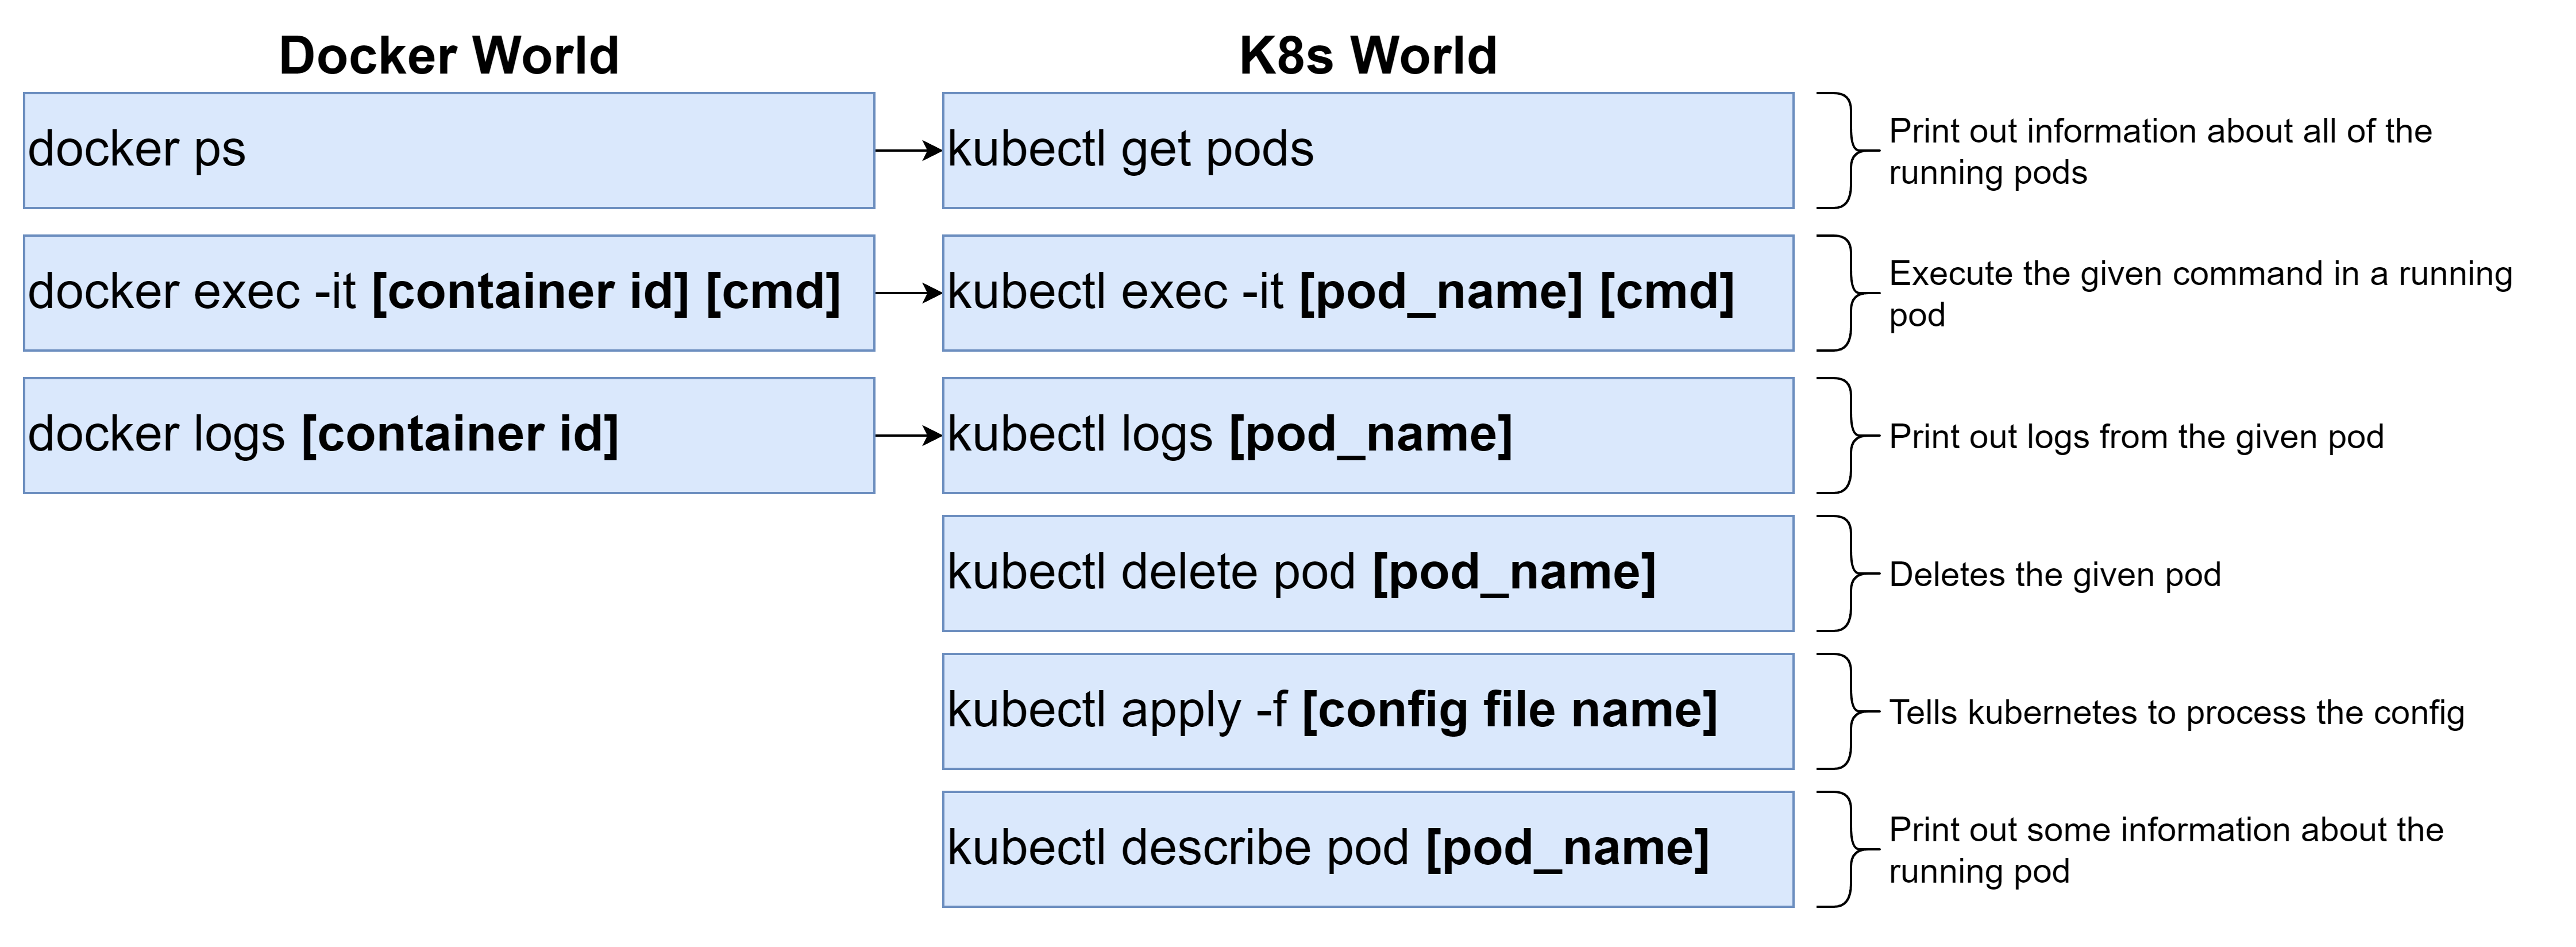 Docker World
K8s World
docker ps
kubectl get pods
Print out information about all of the
running pods
docker exec -it [container id] [cmd]
kubectl exec -it [pod_name] [cmd]
Execute the given command in a running
pod
docker logs [container id]
kubectl logs [pod_name]
Print out logs from the given pod
kubectl delete pod [pod_name]
Deletes the given pod
kubectl apply -f [config file name]
Tells kubernetes to process the config
kubectl describe pod [pod_name]
Print out some information about the
running pod